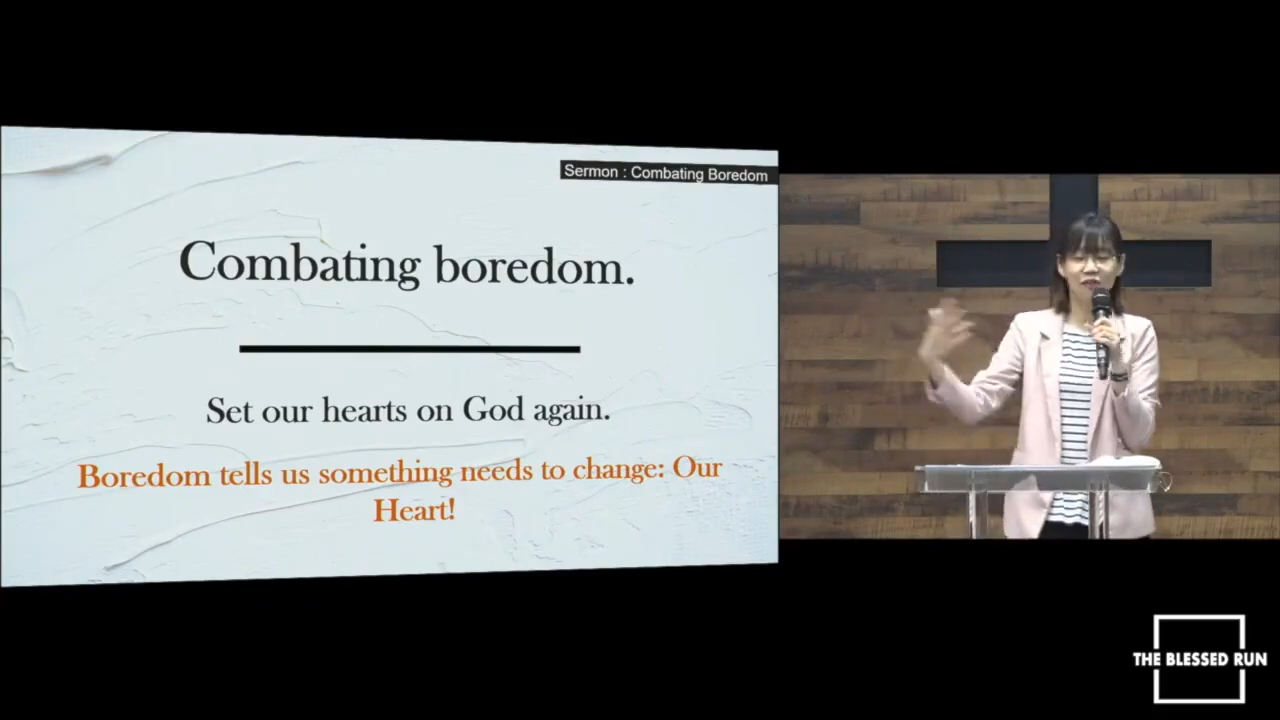 Sermon : Combating Boredom
Combating boredom.
Set our hearts on God again.
Boredom tells us something needs to change: Our
Heart!
THE BLESSED RUN